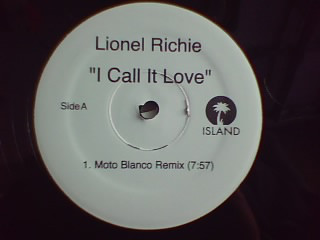 Lionel Richie
"I Call It Love"
Side A
ISLAND
1. Moto Blanco Remix (7:57)